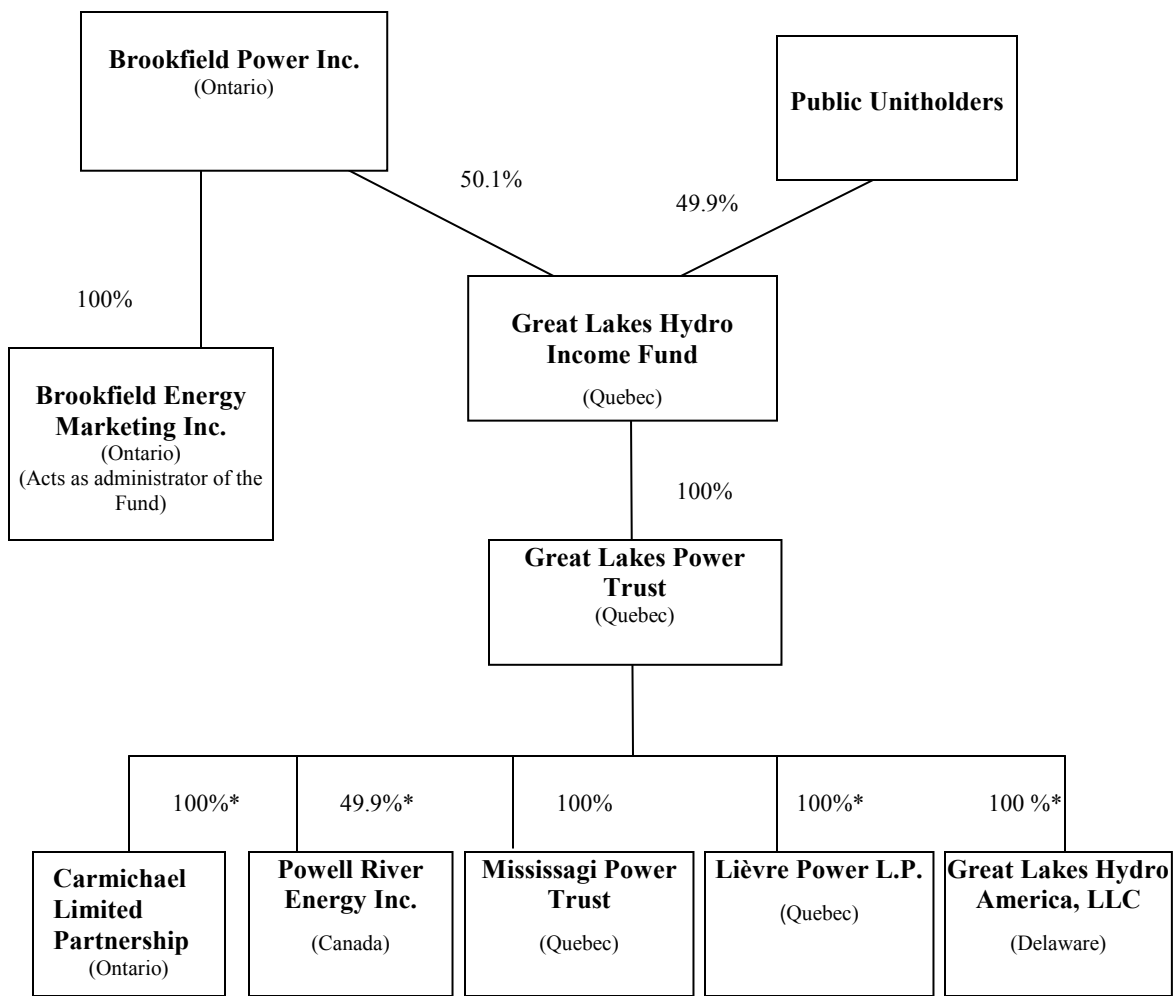 Brookfield Power Inc.
(Ontario)
Public Unitholders
50.1%
49.9%
100%
Great Lakes Hydro
Income Fund
(Quebec)
Brookfield Energy
Marketing Inc.
(Ontario)
(Acts as administrator of the
Fund)
100%
Great Lakes Power
Trust
(Quebec)
100%*
49.9%*
100%
100%*
100 %*
Carmichael
Limited
Partnership
(Ontario)
Powell River
Energy Inc.
(Canada)
Mississagi Power
Trust
(Quebec)
Lièvre Power L.P.
(Quebec)
Great Lakes Hydro
America, LLC
(Delaware)